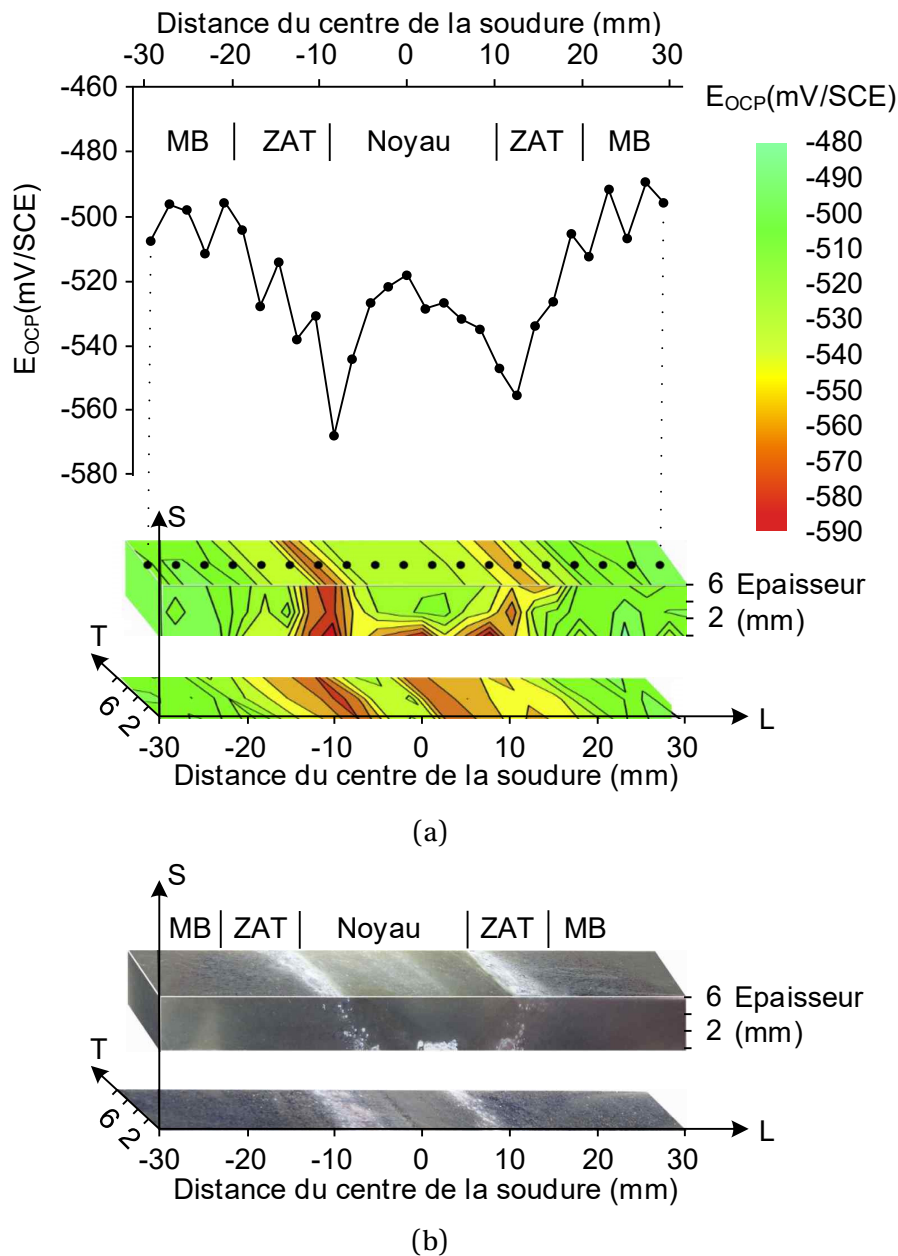 Distance du centre de la soudure (mm)
-30 -20 -10 0 10 20 30
E_OCP(mV/SCE)
-460
-480
-500
-520
-540
-560
-580
MB | ZAT | Noyau | ZAT | MB
E_OCP(mV/SCE)
-480
-490
-500
-510
-520
-530
-540
-550
-560
-570
-580
-590
S
6 Epaisseur
2 (mm)
T
6
2
L
-30 -20 -10 0 10 20 30
Distance du centre de la soudure (mm)
(a)
S
MB | ZAT | Noyau | ZAT | MB
6 Epaisseur
2 (mm)
T
6
2
L
-30 -20 -10 0 10 20 30
Distance du centre de la soudure (mm)
(b)